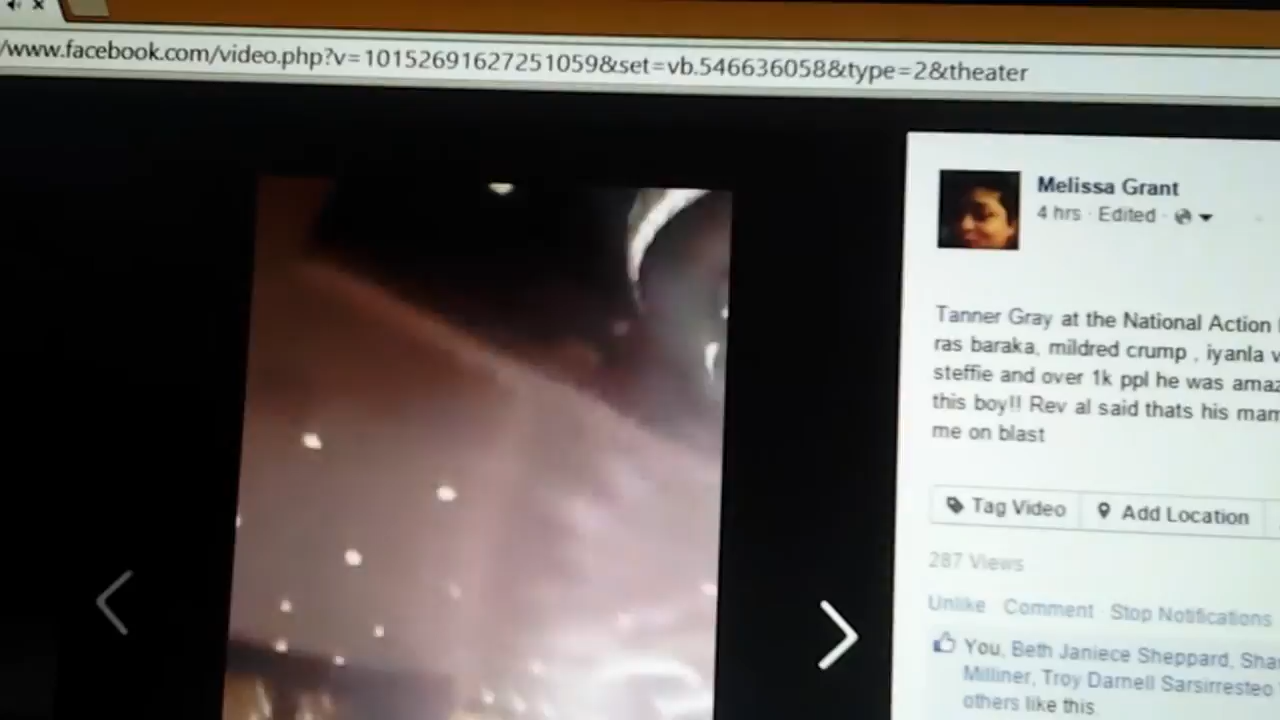 /www.facebook.com/video.php?v=10152691627251059&set=vb.546636058&type=2&theater
Melissa Grant
4 hrs · Edited ·
Tanner Gray at the National Action
ras baraka, mildred crump , iyanla
steffie and over 1k ppl he was
this boy!! Rev al said thats his
me on blast
Tag Video
Add Location
287 Views
Unlike Comment Stop Notifications
You, Beth Janiece Sheppard,
Milliner, Troy Darnell Sarsirresteo
others like this.